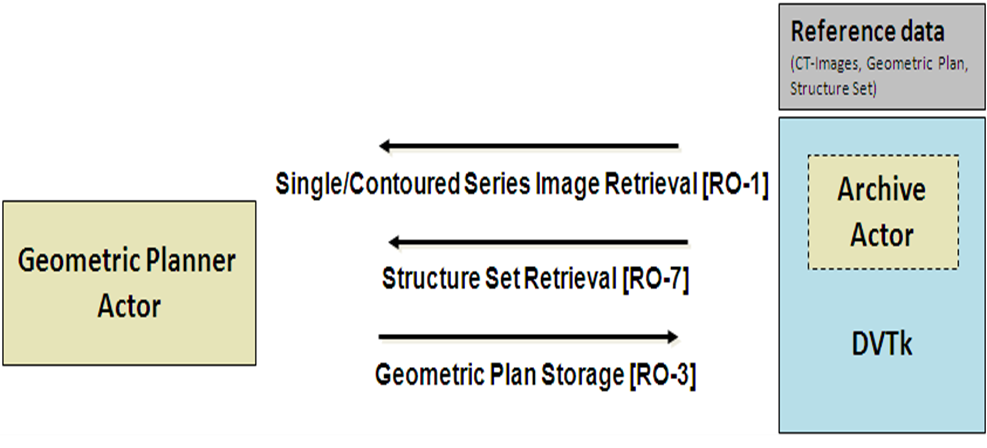 Reference data
(CT-Images, Geometric Plan,
Structure Set)
Single/Contoured Series Image Retrieval [RO-1]
Archive
Actor
Geometric Planner
Actor
Structure Set Retrieval [RO-7]
DVTk
Geometric Plan Storage [RO-3]